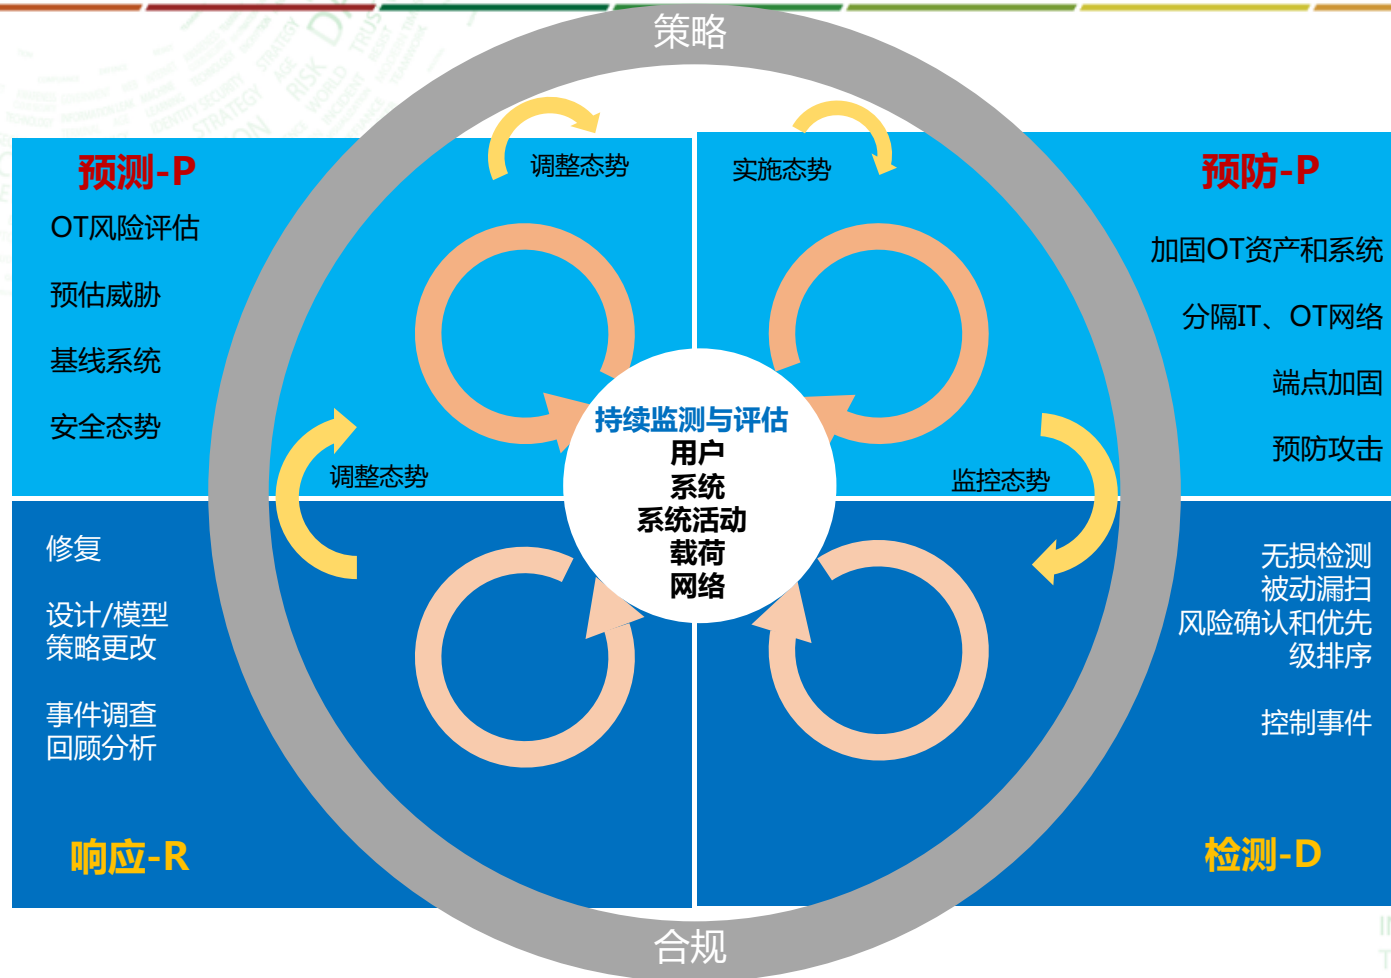 策略
调整态势
实施态势
预测-P
OT风险评估
预估威胁
基线系统
安全态势
预防-P
加固OT资产和系统
分隔IT、OT网络
端点加固
预防攻击
持续监测与评估
用户
系统
系统活动
载荷
网络
调整态势
监控态势
修复
设计/模型
策略更改
事件调查
回顾分析
响应-R
无损检测
被动漏扫
风险确认和优先
级排序
控制事件
检测-D
合规